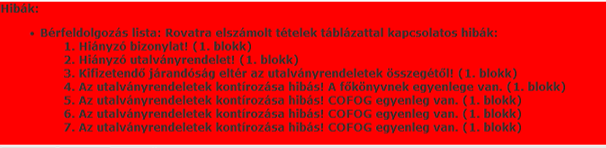 Hibák:
• Bérfeldolgozás lista: Rovatra elszámolt tételek táblázattal kapcsolatos hibák:
1. Hiányzó bizonylat! (1. blokk)
2. Hiányzó utalványrendelet! (1. blokk)
3. Kifizetendő járandóság eltér az utalványrendeletek összegétől! (1. blokk)
4. Az utalványrendeletek kontírozása hibás! A főkönyvnek egyenlege van. (1. blokk)
5. Az utalványrendeletek kontírozása hibás! COFOG egyenleg van. (1. blokk)
6. Az utalványrendeletek kontírozása hibás! COFOG egyenleg van. (1. blokk)
7. Az utalványrendeletek kontírozása hibás! COFOG egyenleg van. (1. blokk)